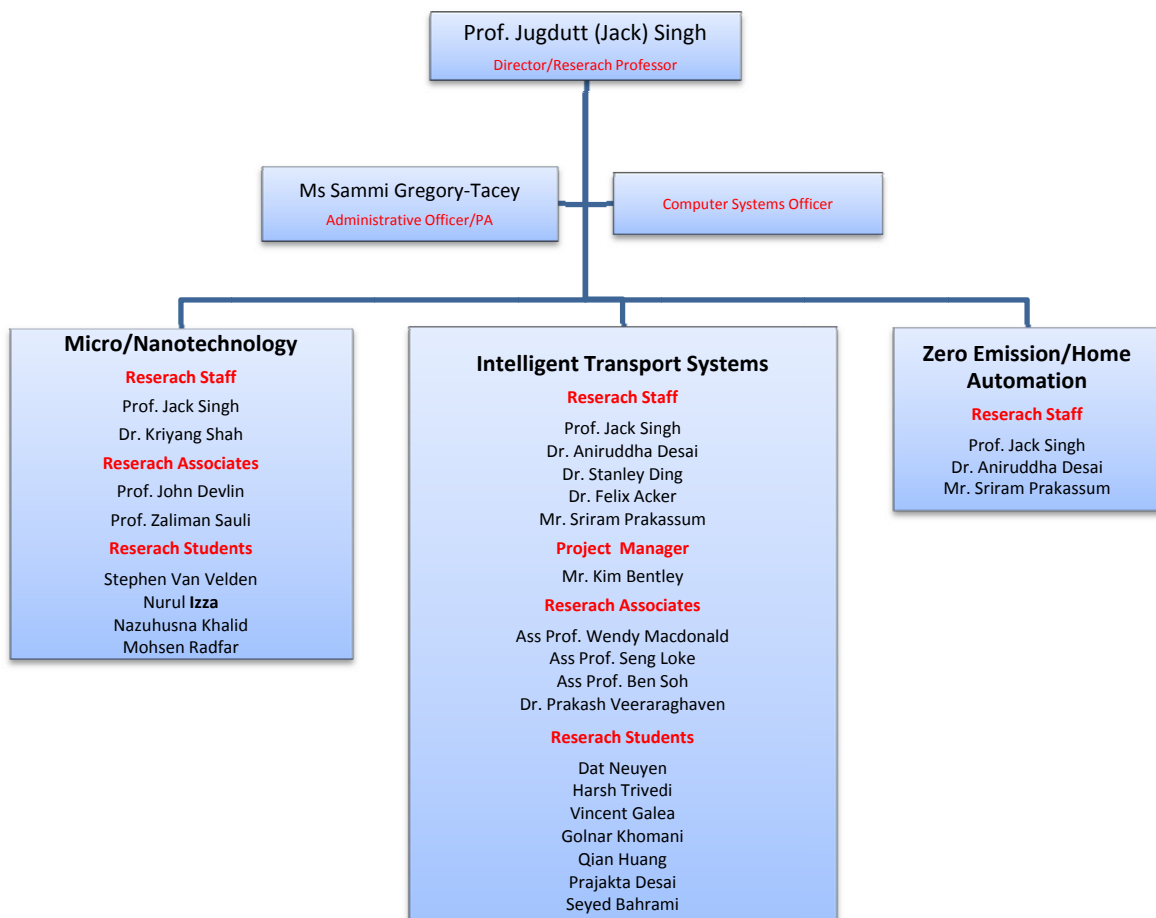 Prof. Jugdutt (Jack) Singh
Director/Reserach Professor
Ms Sammi Gregory-Tacey
Administrative Officer/PA
Computer Systems Officer
Micro/Nanotechnology
Reserach Staff
Prof. Jack Singh
Dr. Kriyang Shah
Reserach Associates
Prof. John Devlin
Prof. Zaliman Sauli
Reserach Students
Stephen Van Velden
Nurul Izza
Nazuhusna Khalid
Mohsen Radfar
Intelligent Transport Systems
Reserach Staff
Prof. Jack Singh
Dr. Aniruddha Desai
Dr. Stanley Ding
Dr. Felix Acker
Mr. Sriram Prakassum
Project  Manager
Mr. Kim Bentley
Reserach Associates
Ass Prof. Wendy Macdonald
Ass Prof. Seng Loke
Ass Prof. Ben Soh
Dr. Prakash Veeraraghaven
Reserach Students
Dat Neuyen
Harsh Trivedi
Vincent Galea
Golnar Khomani
Qian Huang
Prajakta Desai
Seyed Bahrami
Zero Emission/Home
Automation
Reserach Staff
Prof. Jack Singh
Dr. Aniruddha Desai
Mr. Sriram Prakassum